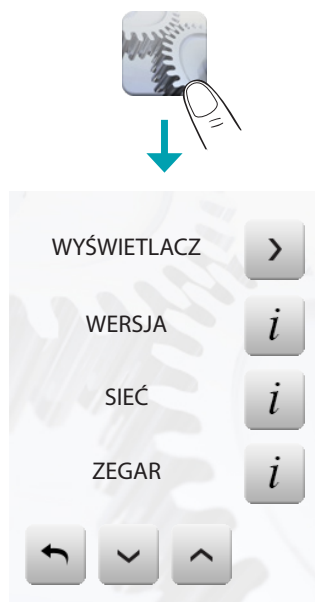 WYŚWIETLACZ
WERSJA
i
SIEĆ
i
ZEGAR
i